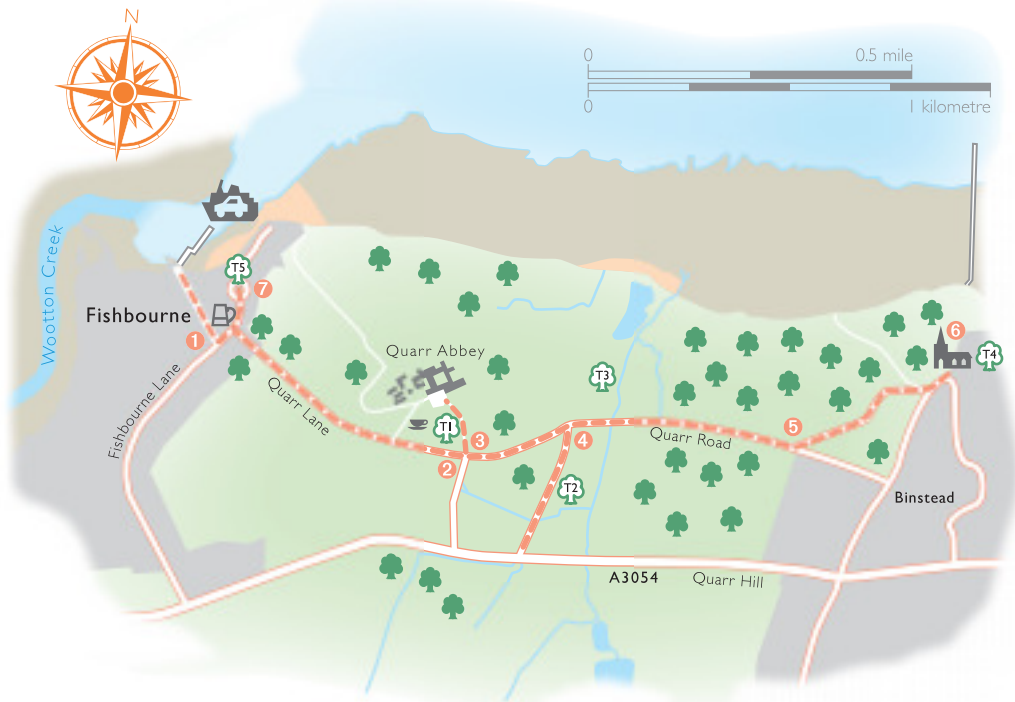 N
0
0.5 mile
0
1 kilometre
Wootton Creek
T5
7
Fishbourne
1
6
T4
Quarr Abbey
T3
Fishbourne Lane
Quarr Lane
T1
3
4
Quarr Road
5
2
T2
Binstead
A3054
Quarr Hill